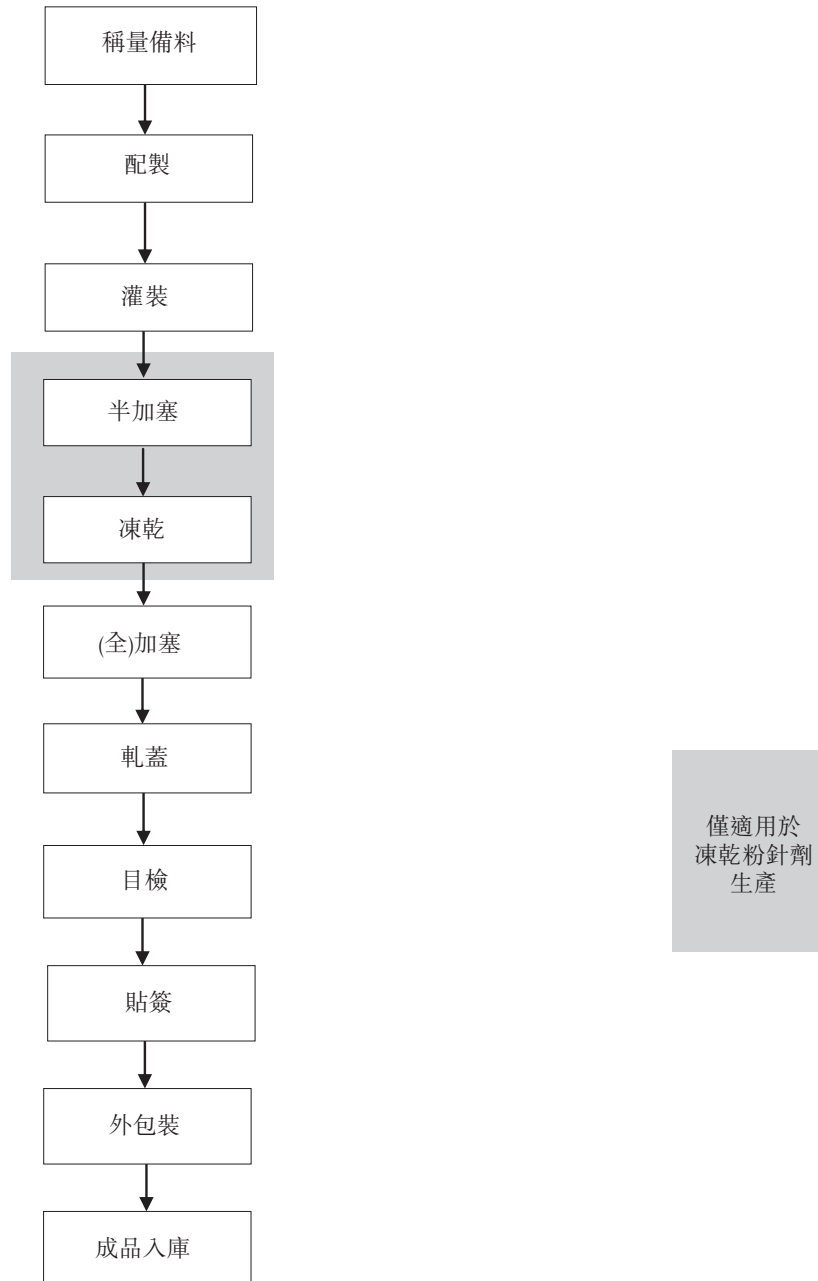 稱量備料
配製
灌裝
半加塞
凍乾
(全)加塞
軋蓋
目檢
貼簽
外包裝
成品入庫
僅適用於
凍乾粉針劑
生產